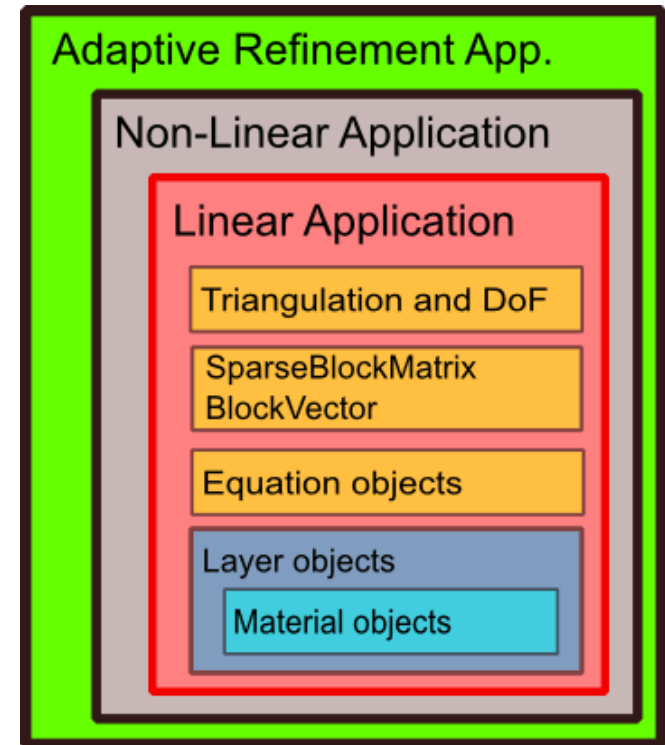 Adaptive Refinement App.
Non-Linear Application
Linear Application
Triangulation and DoF
SparseBlockMatrix
BlockVector
Equation objects
Layer objects
Material objects